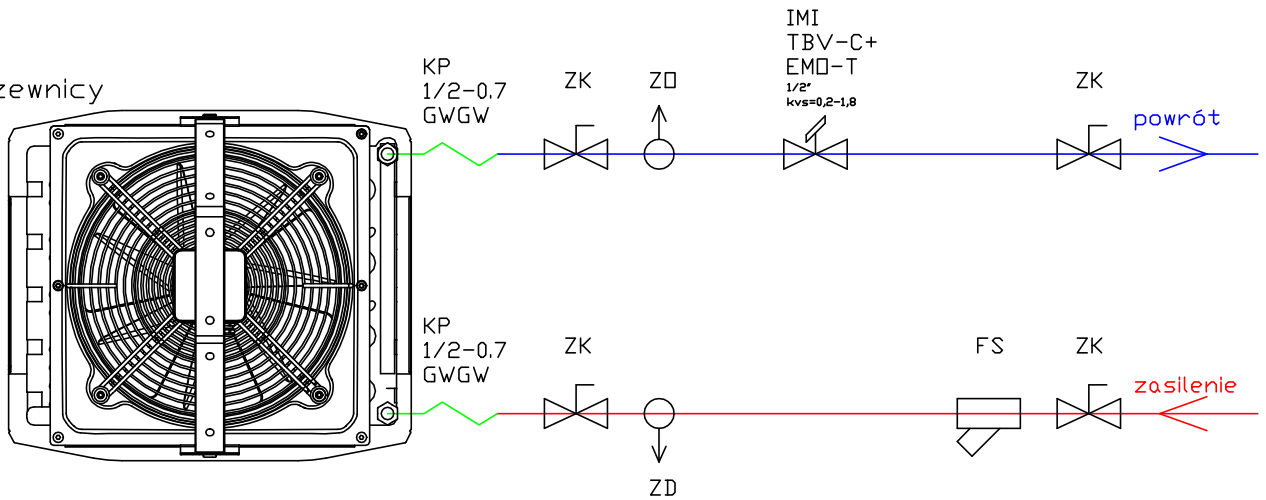 zewnicy
KP
1/2-0.7
GWGW
ZK
ZO
IMI
TBV-C+
EMO-T
1/2"
kvs=0,2-1,8
ZK
powrót
KP
1/2-0.7
GWGW
ZK
ZD
FS
ZK
zasilenie